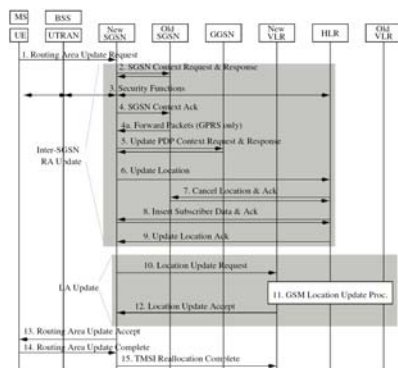 MS BSS New SGSN Old SGSN GGSN New VLR HLR Old VLR
UE UTRAN
1. Routing Area Update Request
2. SGSN Context Request & Response
3. Security Functions
4. SGSN Context Ack
4a. Forward Packets (GPRS only)
5. Update PDP Context Request & Response
Inter-SGSN
RA Update
6. Update Location
7. Cancel Location & Ack
8. Insert Subscriber Data & Ack
9. Update Location Ack
10. Location Update Request
LA Update
11. GSM Location Update Proc.
12. Location Update Accept
13. Routing Area Update Accept
14. Routing Area Update Complete
15. TMSI Reallocation Complete